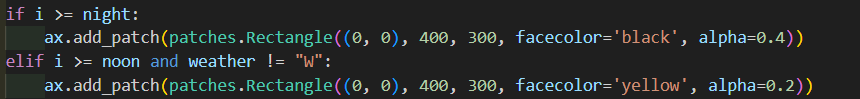 if i >= night:
    ax.add_patch(patches.Rectangle((0, 0), 400, 300, facecolor='black', alpha=0.4))
elif i >= noon and weather != "W":
    ax.add_patch(patches.Rectangle((0, 0), 400, 300, facecolor='yellow', alpha=0.2))